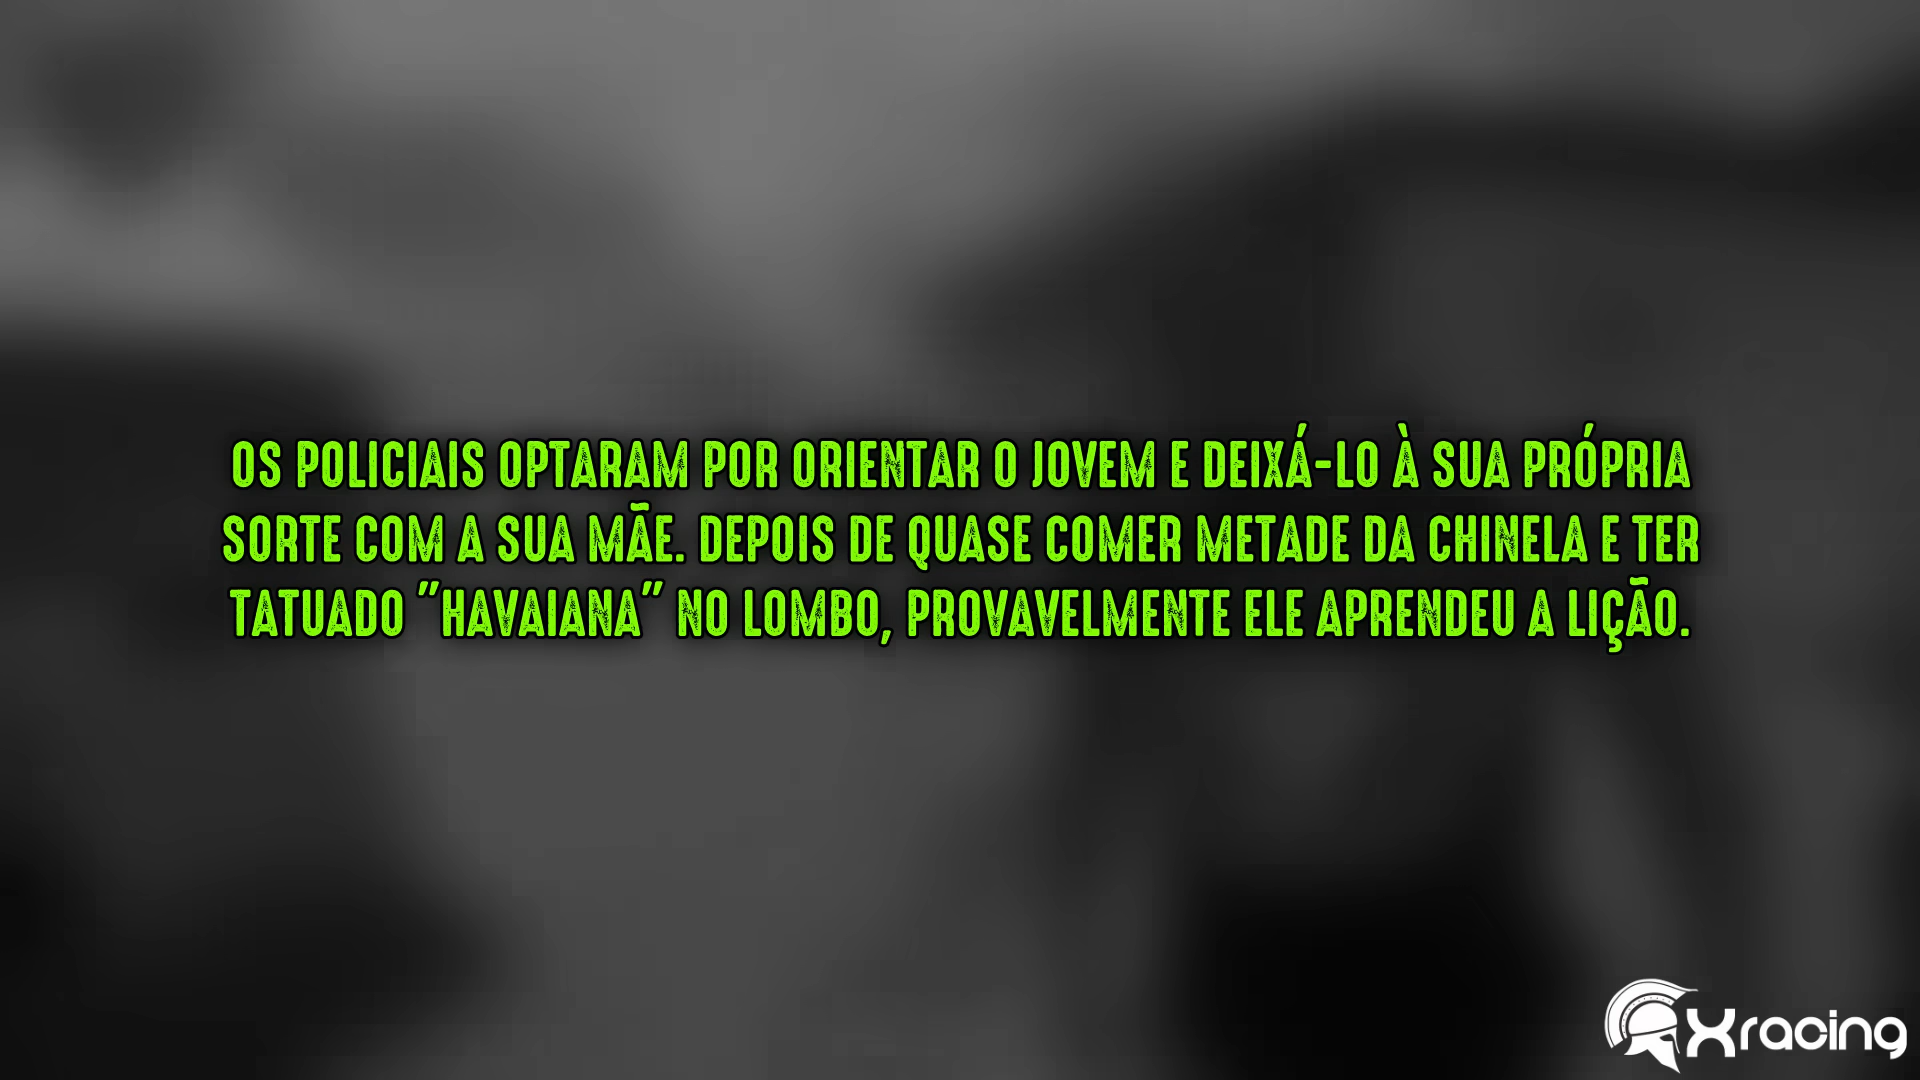 OS POLICIAIS OPTARAM POR ORIENTAR O JOVEM E DEIXÁ-LO À SUA PRÓPRIA
SORTE COM A SUA MÃE. DEPOIS DE QUASE COMER METADE DA CHINELA E TER
TATUADO "HAVAIANA" NO LOMBO, PROVAVELMENTE ELE APRENDEU A LIÇÃO.
Xracing